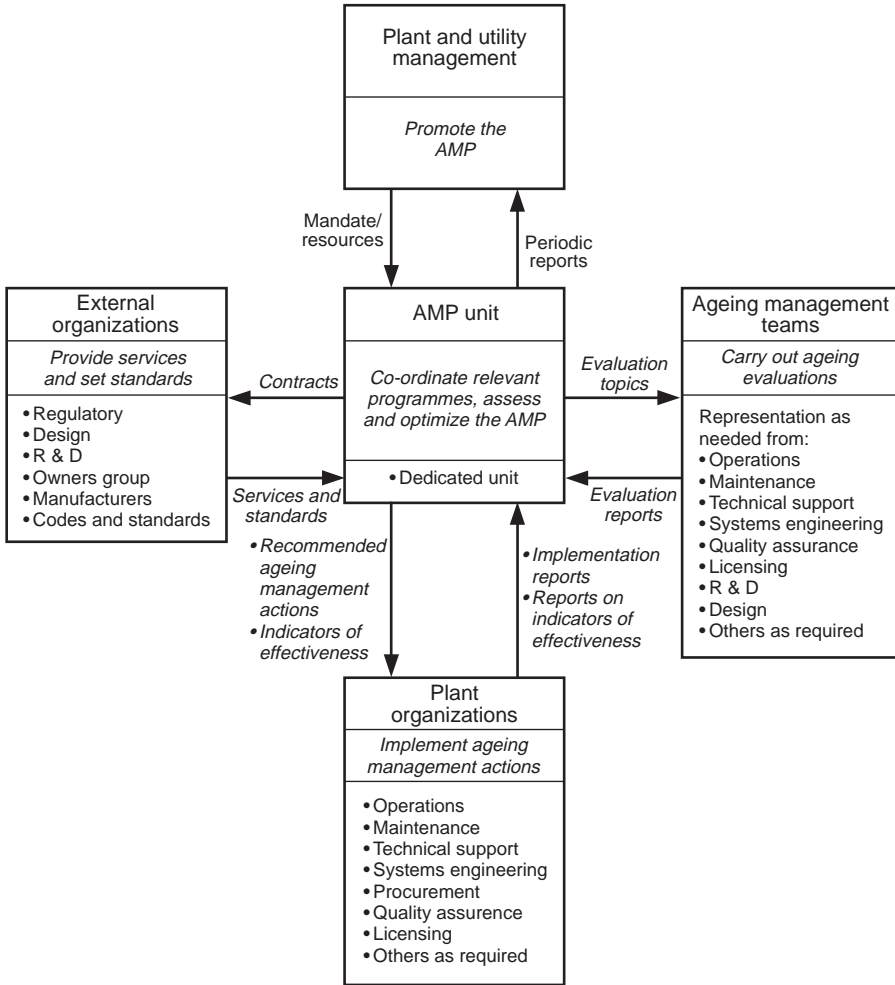 Plant and utility
management
Promote the
AMP
Mandate/
resources
Periodic
reports
External
organizations
Provide services
and set standards
• Regulatory
• Design
• R & D
• Owners group
• Manufacturers
• Codes and standards
Contracts
Services and
standards
AMP unit
Co-ordinate relevant
programmes, assess
and optimize the AMP
• Dedicated unit
Evaluation
topics
Evaluation
reports
Ageing management
teams
Carry out ageing
evaluations
Representation as
needed from:
• Operations
• Maintenance
• Technical support
• Systems engineering
• Quality assurance
• Licensing
• R & D
• Design
• Others as required
• Recommended
ageing
management
actions
• Indicators of
effectiveness
• Implementation
reports
• Reports on
indicators of
effectiveness
Plant
organizations
Implement ageing
management actions
• Operations
• Maintenance
• Technical support
• Systems engineering
• Procurement
• Quality assurence
• Licensing
• Others as required